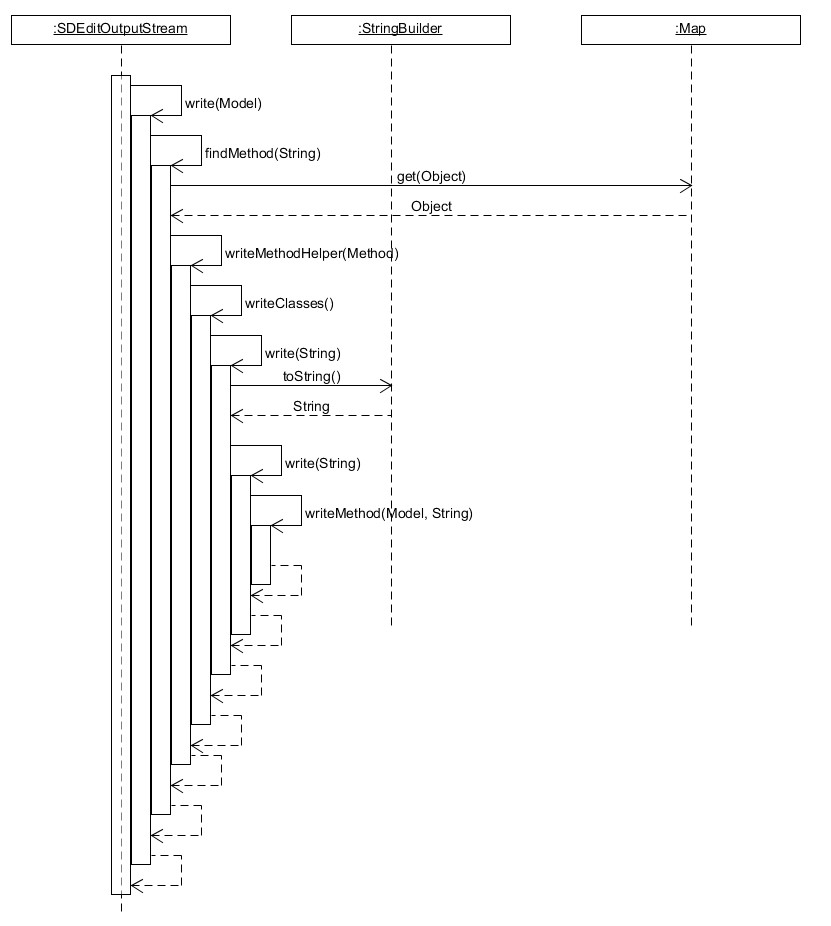 :SDEditOutputStream
:StringBuilder
:Map
write(Model)
findMethod(String)
get(Object)
Object
writeMethodHelper(Method)
writeClasses()
write(String)
toString()
String
write(String)
writeMethod(Model, String)